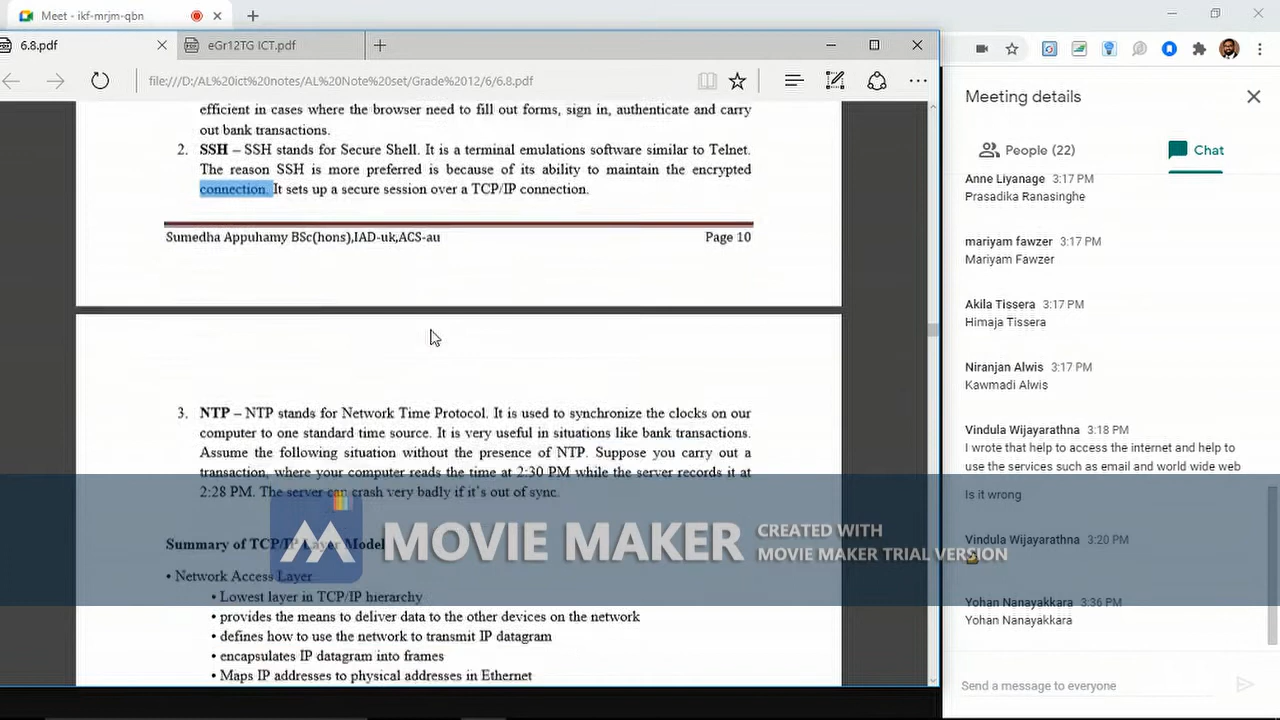 Meet - ikf-mrjm-qbn
6.8.pdf
eGr12TG ICT.pdf
file:///D:/AL%20ict%20notes/AL%20Note%20set/Grade%2012/6/6.8.pdf
efficient in cases where the browser need to fill out forms, sign in, authenticate and carry
out bank transactions.
2. SSH – SSH stands for Secure Shell. It is a terminal emulations software similar to Telnet.
The reason SSH is more preferred is because of its ability to maintain the encrypted
connection. It sets up a secure session over a TCP/IP connection.
Sumedha Appuhamy BSc(hons),IAD-uk,ACS-au Page 10
3. NTP – NTP stands for Network Time Protocol. It is used to synchronize the clocks on our
computer to one standard time source. It is very useful in situations like bank transactions.
Assume the following situation without the presence of NTP. Suppose you carry out a
transaction, where your computer reads the time at 2:30 PM while the server records it at
2:28 PM. The server can crash very badly if it's out of sync.
Summary of TCP/IP Layer Model
• Network Access Layer
• Lowest layer in TCP/IP hierarchy
• provides the means to deliver data to the other devices on the network
• defines how to use the network to transmit IP datagram
• encapsulates IP datagram into frames
• Maps IP addresses to physical addresses in Ethernet
MOVIE MAKER
CREATED WITH
MOVIE MAKER TRIAL VERSION
Meeting details
People (22)
Chat
Anne Liyanage 3:17 PM
Prasadika Ranasinghe
mariyam fawzer 3:17 PM
Mariyam Fawzer
Akila Tissera 3:17 PM
Himaja Tissera
Niranjan Alwis 3:17 PM
Kawmadi Alwis
Vindula Wijayarathna 3:18 PM
I wrote that help to access the internet and help to
use the services such as email and world wide web
Is it wrong
Vindula Wijayarathna 3:20 PM
Yohan Nanayakkara 3:36 PM
Yohan Nanayakkara
Send a message to everyone